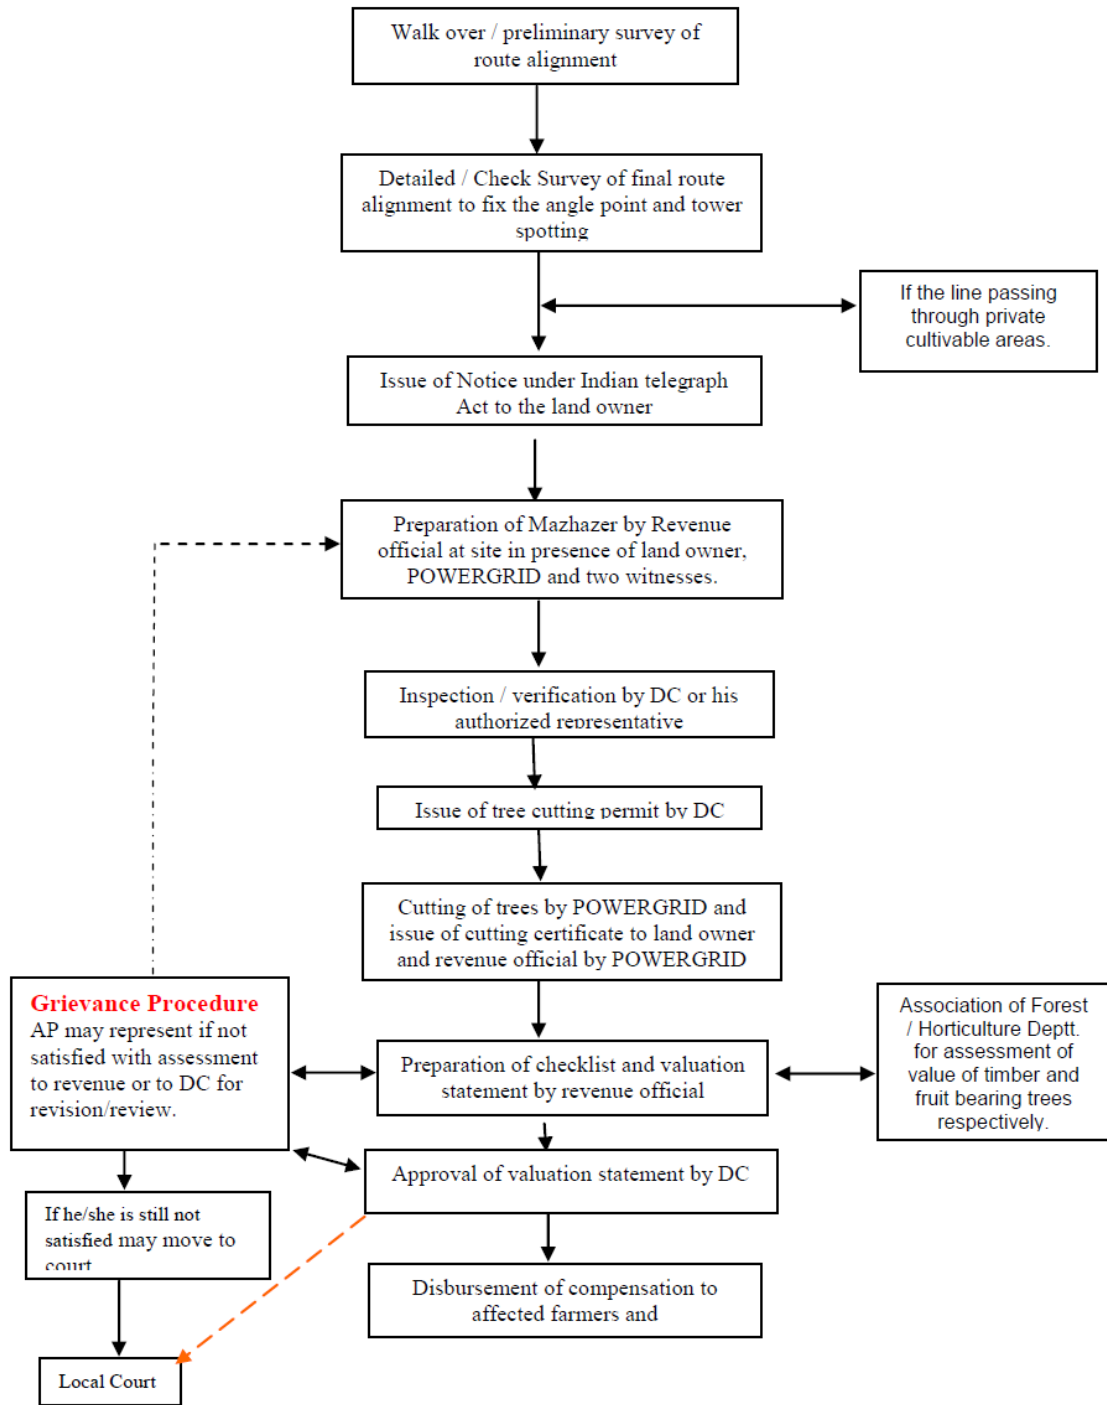 Walk over / preliminary survey of
route alignment
Detailed / Check Survey of final route
alignment to fix the angle point and tower
spotting
If the line passing
through private
cultivable areas.
Issue of Notice under Indian telegraph
Act to the land owner
Preparation of Mazhazer by Revenue
official at site in presence of land owner,
POWERGRID and two witnesses.
Inspection / verification by DC or his
authorized representative
Issue of tree cutting permit by DC
Cutting of trees by POWERGRID and
issue of cutting certificate to land owner
and revenue official by POWERGRID
Grievance Procedure
AP may represent if not
satisfied with assessment
to revenue or to DC for
revision/review.
Preparation of checklist and valuation
statement by revenue official
Association of Forest
/ Horticulture Deptt.
for assessment of
value of timber and
fruit bearing trees
respectively.
Approval of valuation statement by DC
If he/she is still not
satisfied may move to
court
Disbursement of compensation to
affected farmers and
Local Court